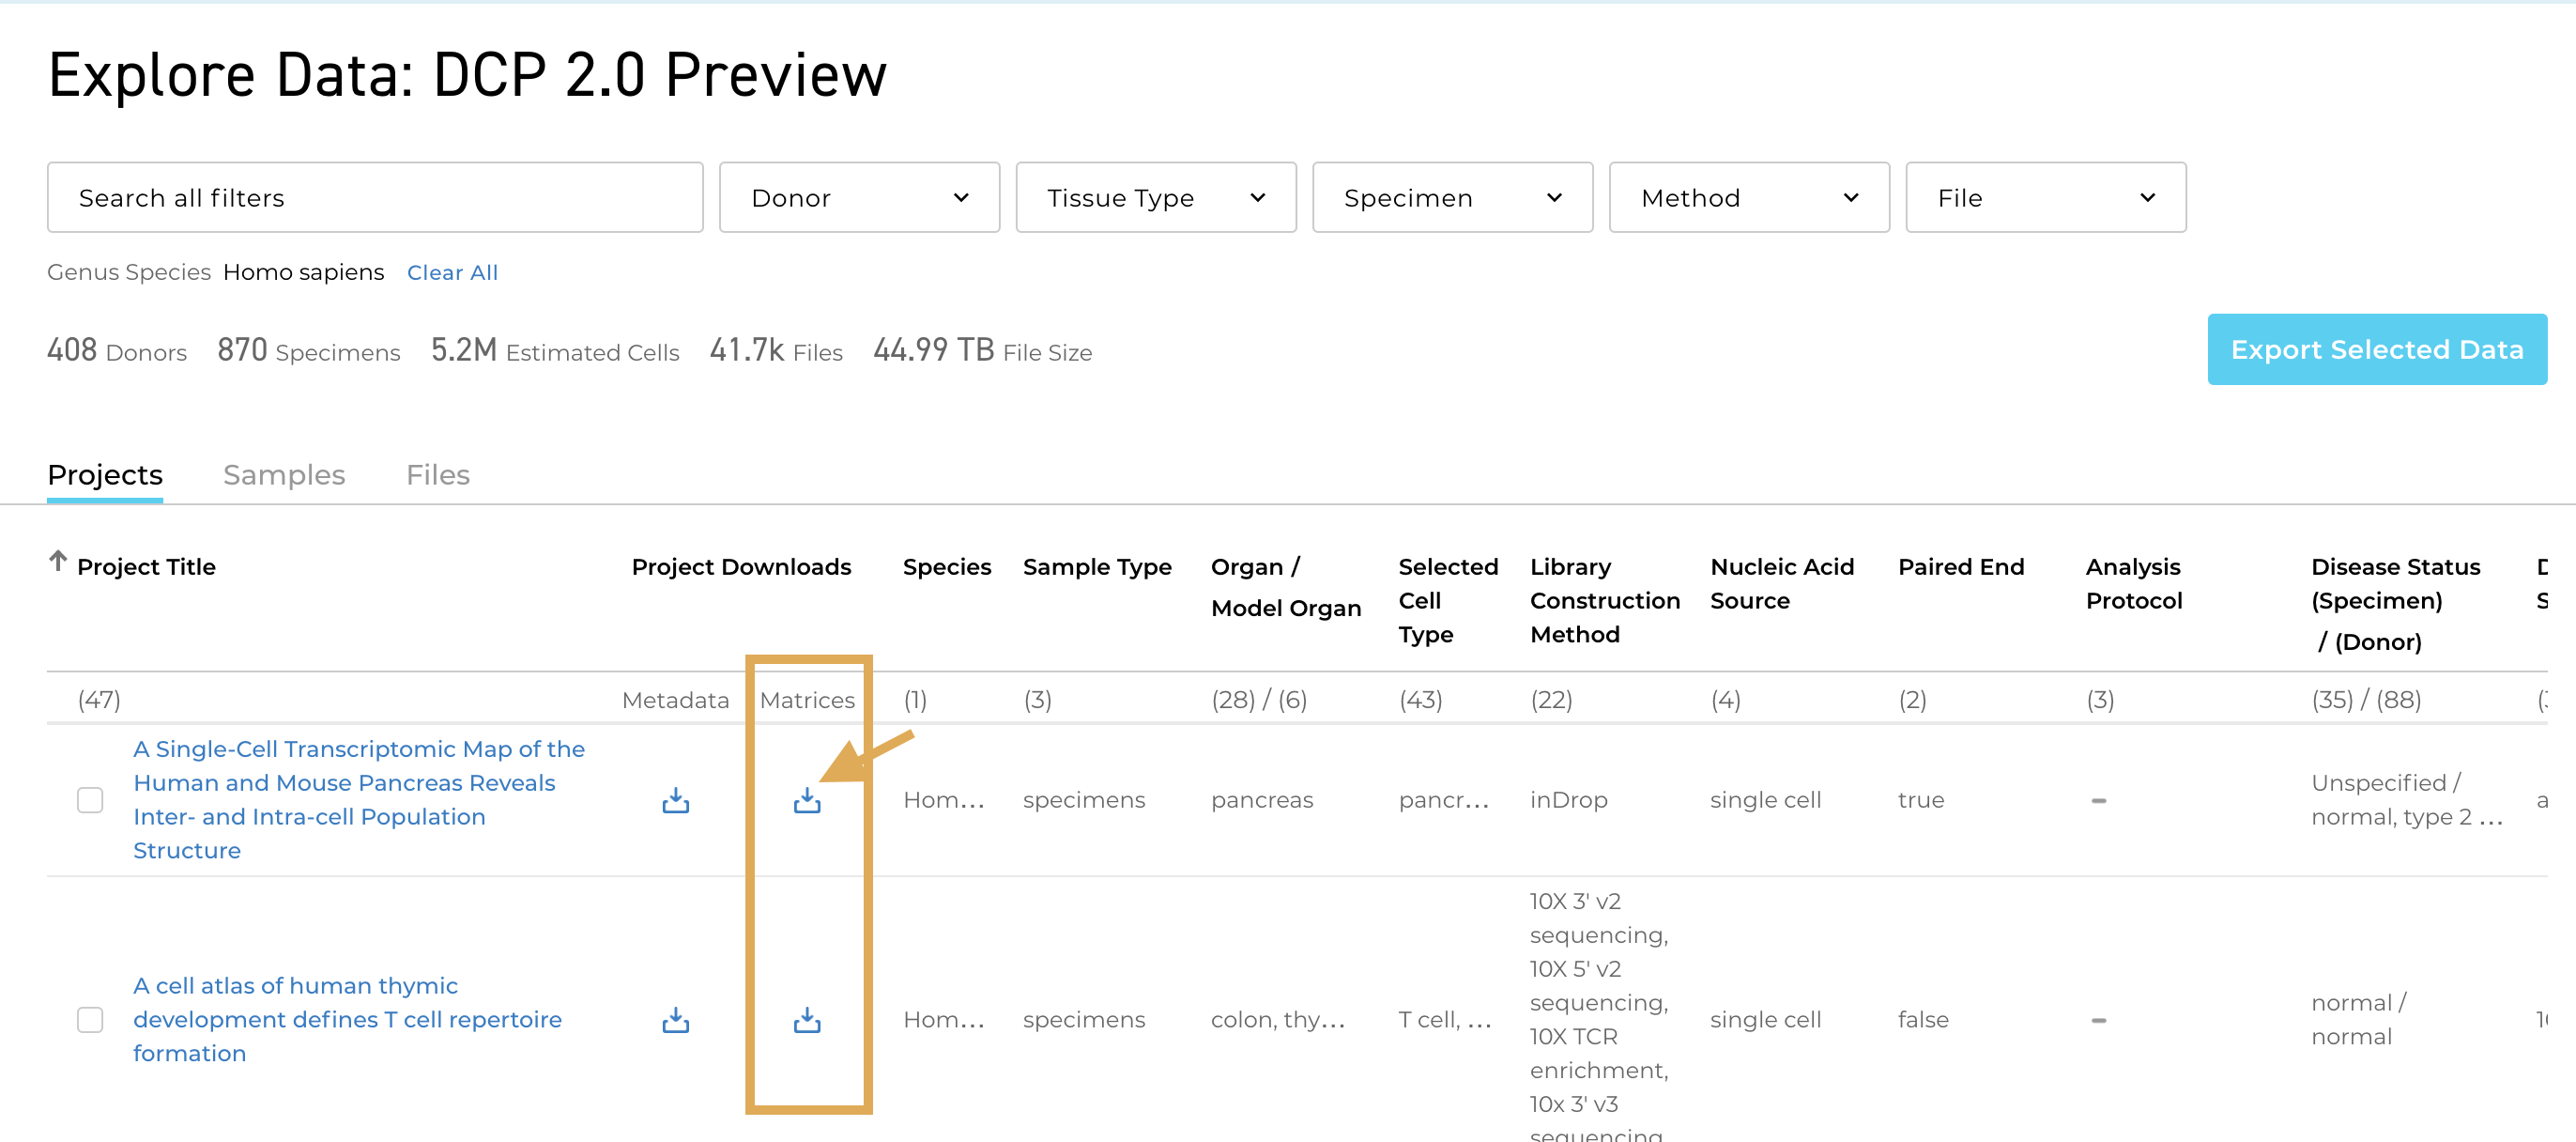 Explore Data: DCP 2.0 Preview
Search all filters
Donor
Tissue Type
Specimen
Method
File
Genus Species Homo sapiens Clear All
408 Donors 870 Specimens 5.2M Estimated Cells 41.7k Files 44.99 TB File Size
Export Selected Data
Projects Samples Files
Project Title
Project Downloads
Species
Sample Type
Organ /
Model Organ
Selected
Cell
Type
Library
Construction
Method
Nucleic Acid
Source
Paired End
Analysis
Protocol
Disease Status
(Specimen)
/ (Donor)
(47) Metadata Matrices (1) (3) (28) / (6) (43) (22) (4) (2) (3) (35) / (88)
A Single-Cell Transcriptomic Map of the
Human and Mouse Pancreas Reveals
Inter- and Intra-cell Population
Structure
Hom...
specimens
pancreas
pancr...
inDrop
single cell
true
–
Unspecified /
normal, type 2 ...
A cell atlas of human thymic
development defines T cell repertoire
formation
Hom...
specimens
colon, thy...
T cell, ...
10X 3' v2
sequencing,
10X 5' v2
sequencing,
10X TCR
enrichment,
10x 3' v3
sequencing
single cell
false
–
normal /
normal